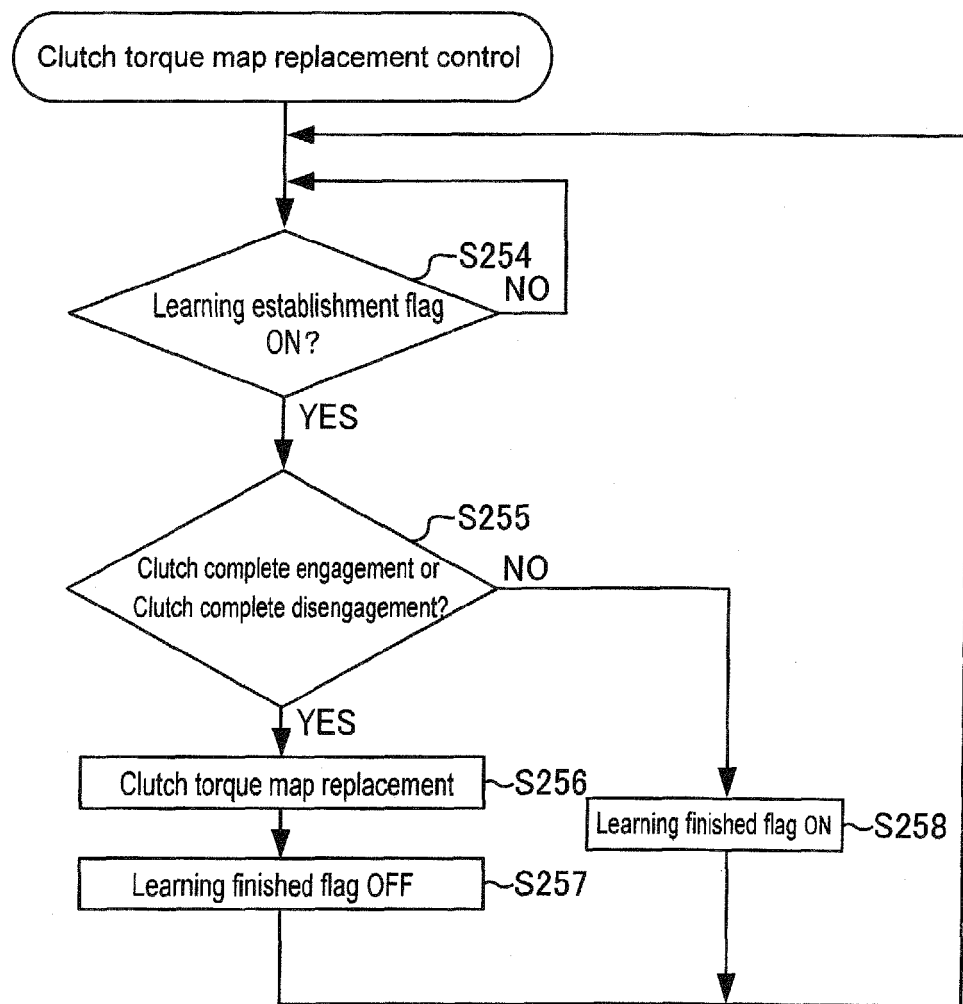 Clutch torque map replacement control
S254
NO
Learning establishment flag
ON?
YES
S255
NO
Clutch complete engagement or
Clutch complete disengagement?
YES
Clutch torque map replacement
S256
Learning finished flag ON
S258
Learning finished flag OFF
S257